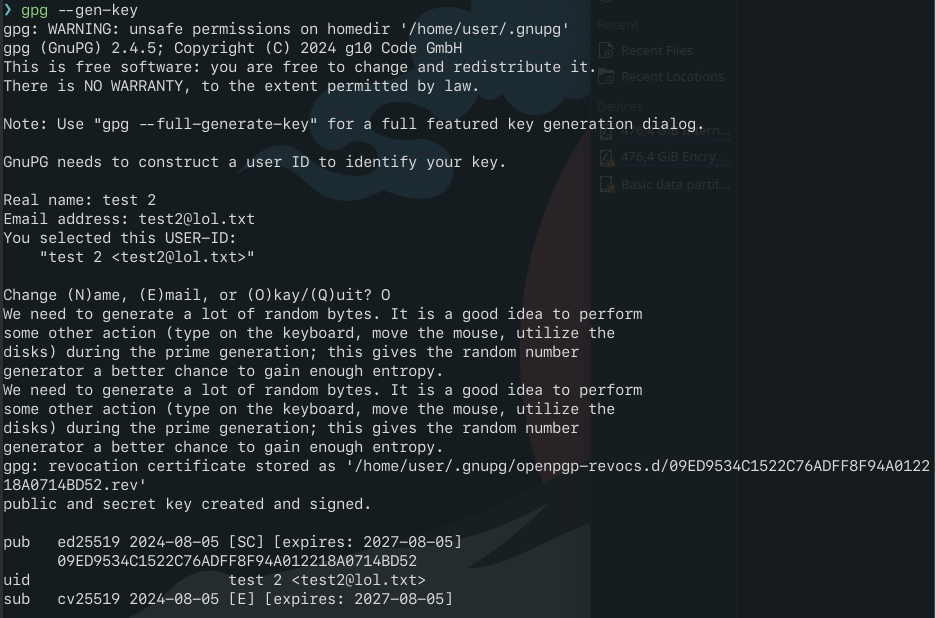 ❯ gpg --gen-key
gpg: WARNING: unsafe permissions on homedir '/home/user/.gnupg'
gpg (GnuPG) 2.4.5; Copyright (C) 2024 g10 Code GmbH
This is free software: you are free to change and redistribute it.
There is NO WARRANTY, to the extent permitted by law.

Note: Use "gpg --full-generate-key" for a full featured key generation dialog.

GnuPG needs to construct a user ID to identify your key.

Real name: test 2
Email address: test2@lol.txt
You selected this USER-ID:
    "test 2 <test2@lol.txt>"

Change (N)ame, (E)mail, or (O)kay/(Q)uit? O
We need to generate a lot of random bytes. It is a good idea to perform
some other action (type on the keyboard, move the mouse, utilize the
disks) during the prime generation; this gives the random number
generator a better chance to gain enough entropy.
We need to generate a lot of random bytes. It is a good idea to perform
some other action (type on the keyboard, move the mouse, utilize the
disks) during the prime generation; this gives the random number
generator a better chance to gain enough entropy.
gpg: revocation certificate stored as '/home/user/.gnupg/openpgp-revocs.d/09ED9534C1522C76ADFF8F94A0122
18A0714BD52.rev'
public and secret key created and signed.

pub   ed25519 2024-08-05 [SC] [expires: 2027-08-05]
      09ED9534C1522C76ADFF8F94A012218A0714BD52
uid                      test 2 <test2@lol.txt>
sub   cv25519 2024-08-05 [E] [expires: 2027-08-05]
Recent
Recent Files
Recent Locations
Devices
476,4 GiB Intern...
476,4 GiB Encry...
Basic data partit...